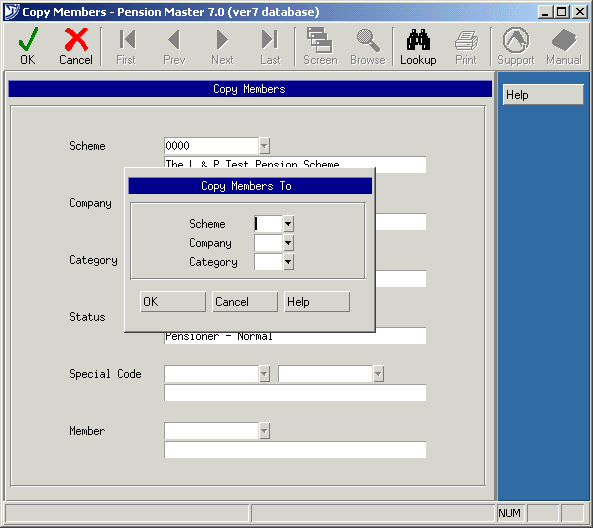 Copy Members - Pension Master 7.0 (ver7 database)
OK Cancel First Prev Next Last Screen Browse Lookup Print Support Manual
Copy Members
Help
Scheme 0000
The L & P Test Pension Scheme
Copy Members To
Company
Scheme
Company
Category
Category
OK Cancel Help
Status
Pensioner - Normal
Special Code
Member
NUM